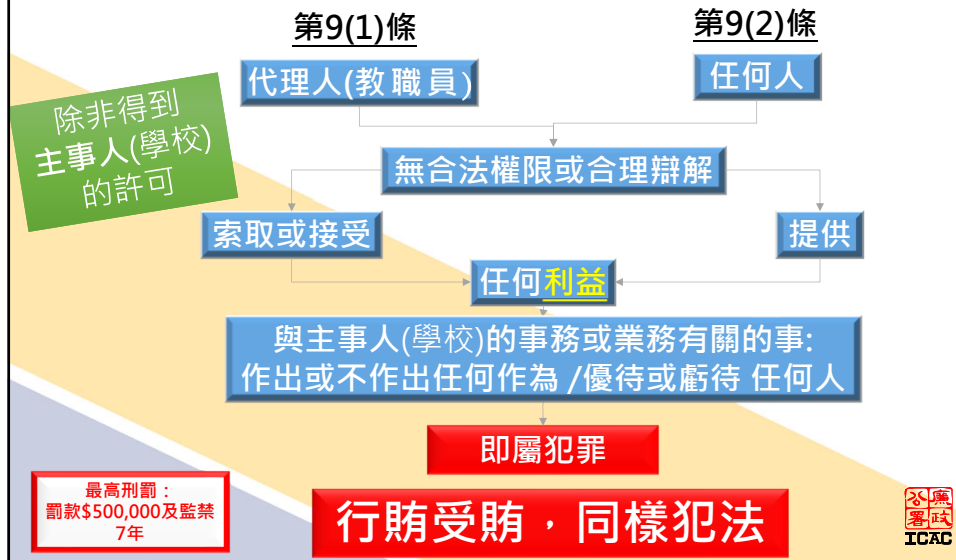 第9(1)條
第9(2)條
代理人(教職員)
任何人
除非得到
主事人(學校)
的許可
無合法權限或合理辯解
索取或接受
提供
任何利益
與主事人(學校)的事務或業務有關的事:
作出或不作出任何作為 /優待或虧待 任何人
即屬犯罪
最高刑罰：
罰款$500,000及監禁
7年
行賄受賄，同樣犯法
廉政公署
ICAC